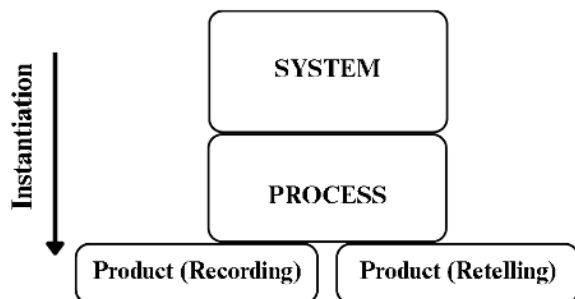 Instantiation
SYSTEM
PROCESS
Product (Recording)
Product (Retelling)